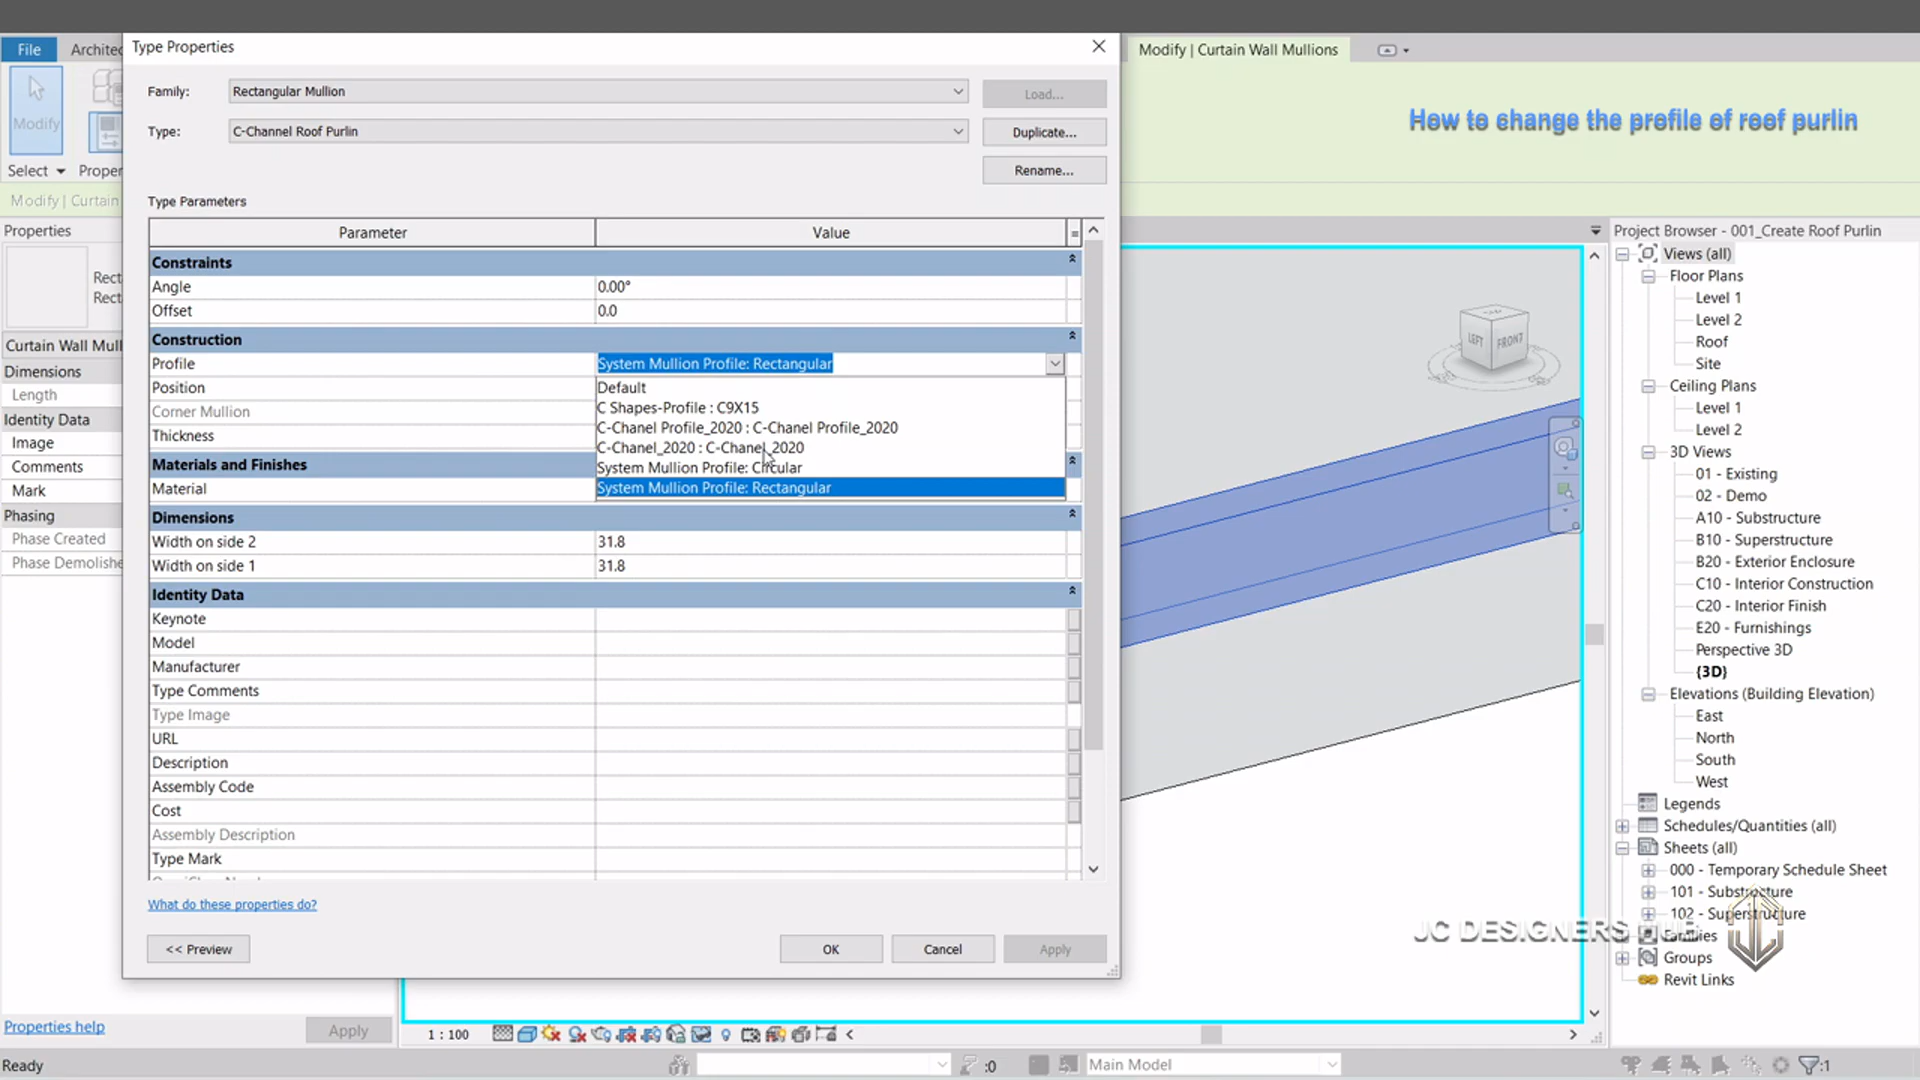 File
Architec
Type Properties
Modify | Curtain Wall Mullions
Family:
Rectangular Mullion
Load...
Type:
C-Channel Roof Purlin
Duplicate...
Rename...
How to change the profile of roof purlin
Modify
Select
Proper
Modify | Curtain
Type Parameters
Properties
Rect
Rect
Curtain Wall Mull
Dimensions
Length
Identity Data
Image
Comments
Mark
Phasing
Phase Created
Phase Demolishe
Parameter
Value
=
Constraints
Angle
0.00°
Offset
0.0
Construction
Profile
System Mullion Profile: Rectangular
Position
Default
Corner Mullion
C Shapes-Profile : C9X15
C-Chanel Profile_2020 : C-Chanel Profile_2020
Thickness
C-Chanel_2020 : C-Chanel_2020
Materials and Finishes
System Mullion Profile: Circular
Material
System Mullion Profile: Rectangular
Dimensions
Width on side 2
31.8
Width on side 1
31.8
Identity Data
Keynote
Model
Manufacturer
Type Comments
Type Image
URL
Description
Assembly Code
Cost
Assembly Description
Type Mark
What do these properties do?
<< Preview
OK
Cancel
Apply
LEFT
FRONT
Project Browser - 001_Create Roof Purlin
Views (all)
Floor Plans
Level 1
Level 2
Roof
Site
Ceiling Plans
Level 1
Level 2
3D Views
01 - Existing
02 - Demo
A10 - Substructure
B10 - Superstructure
B20 - Exterior Enclosure
C10 - Interior Construction
C20 - Interior Finish
E20 - Furnishings
Perspective 3D
{3D}
Elevations (Building Elevation)
East
North
South
West
Legends
Schedules/Quantities (all)
Sheets (all)
000 - Temporary Schedule Sheet
101 - Substructure
102 - Superstructure
Families
Groups
Revit Links
JC DESIGNERS HUB
Properties help
Apply
1 : 100
Ready
:0
Main Model
:1